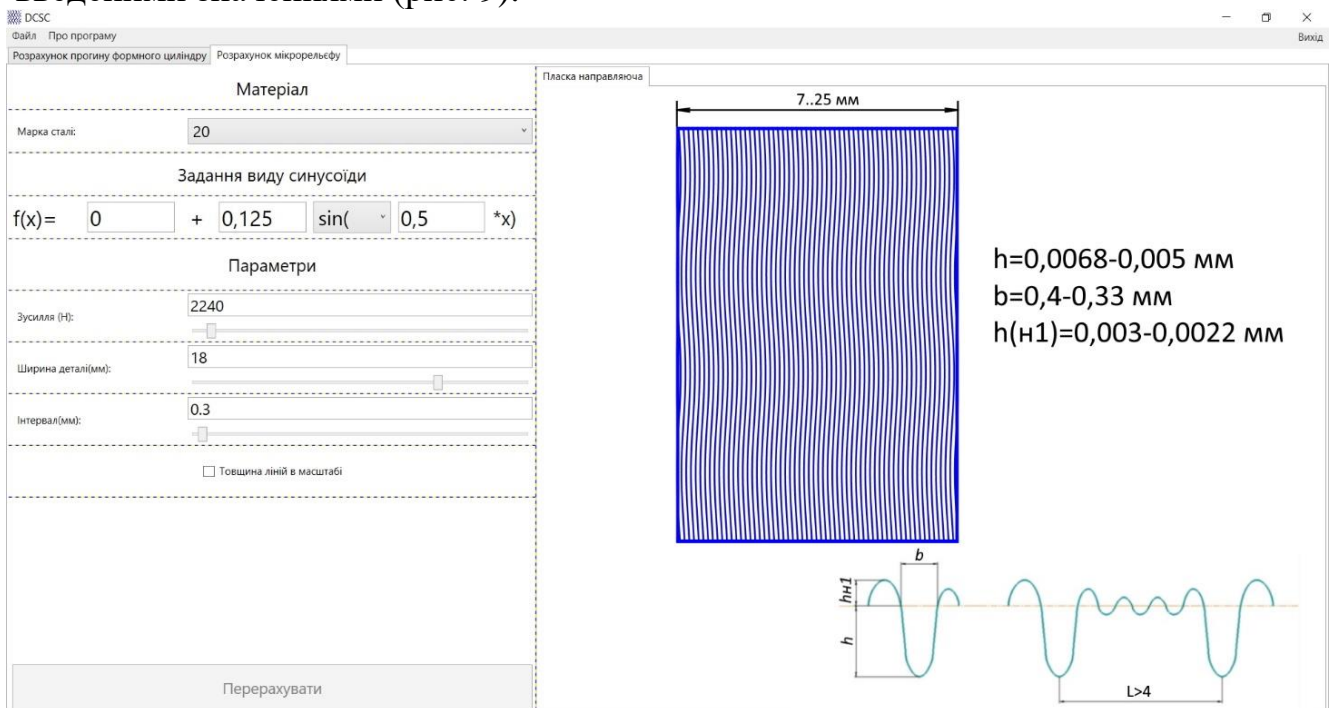 DCSC
Файл Про програму Вихід
Розрахунок прогину формного циліндру Розрахунок мікрорельєфу
Матеріал
Марка сталі: 20
Задання виду синусоїди
f(x)= 0 + 0,125 sin( 0,5 *x)
Параметри
Зусилля (Н): 2240
Ширина деталі(мм): 18
Інтервал(мм): 0.3
Товщина ліній в масштабі
Перерахувати
Пласка направляюча
7..25 мм
h=0,0068-0,005 мм
b=0,4-0,33 мм
h(н1)=0,003-0,0022 мм
b
hн1
h
L>4